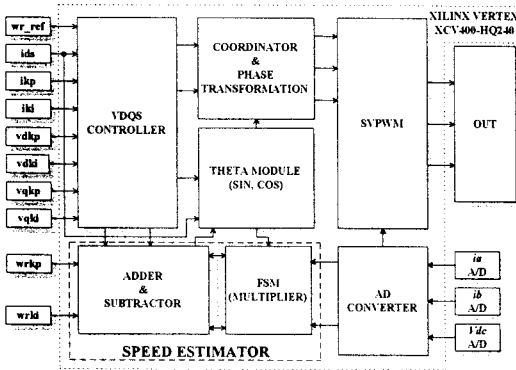 XILINX VERTEX
XCV400-HQ240
wr_ref
ids
ikp
iki
vdkp
vdki
vqkp
vqki
wrkp
wrki
VDQS
CONTROLLER
COORDINATOR
&
PHASE
TRANSFORMATION
THETA MODULE
(SIN, COS)
SVPWM
OUT
ADDER
&
SUBTRACTOR
FSM
(MULTIPLIER)
SPEED ESTIMATOR
AD
CONVERTER
ia
A/D
ib
A/D
Vdc
A/D